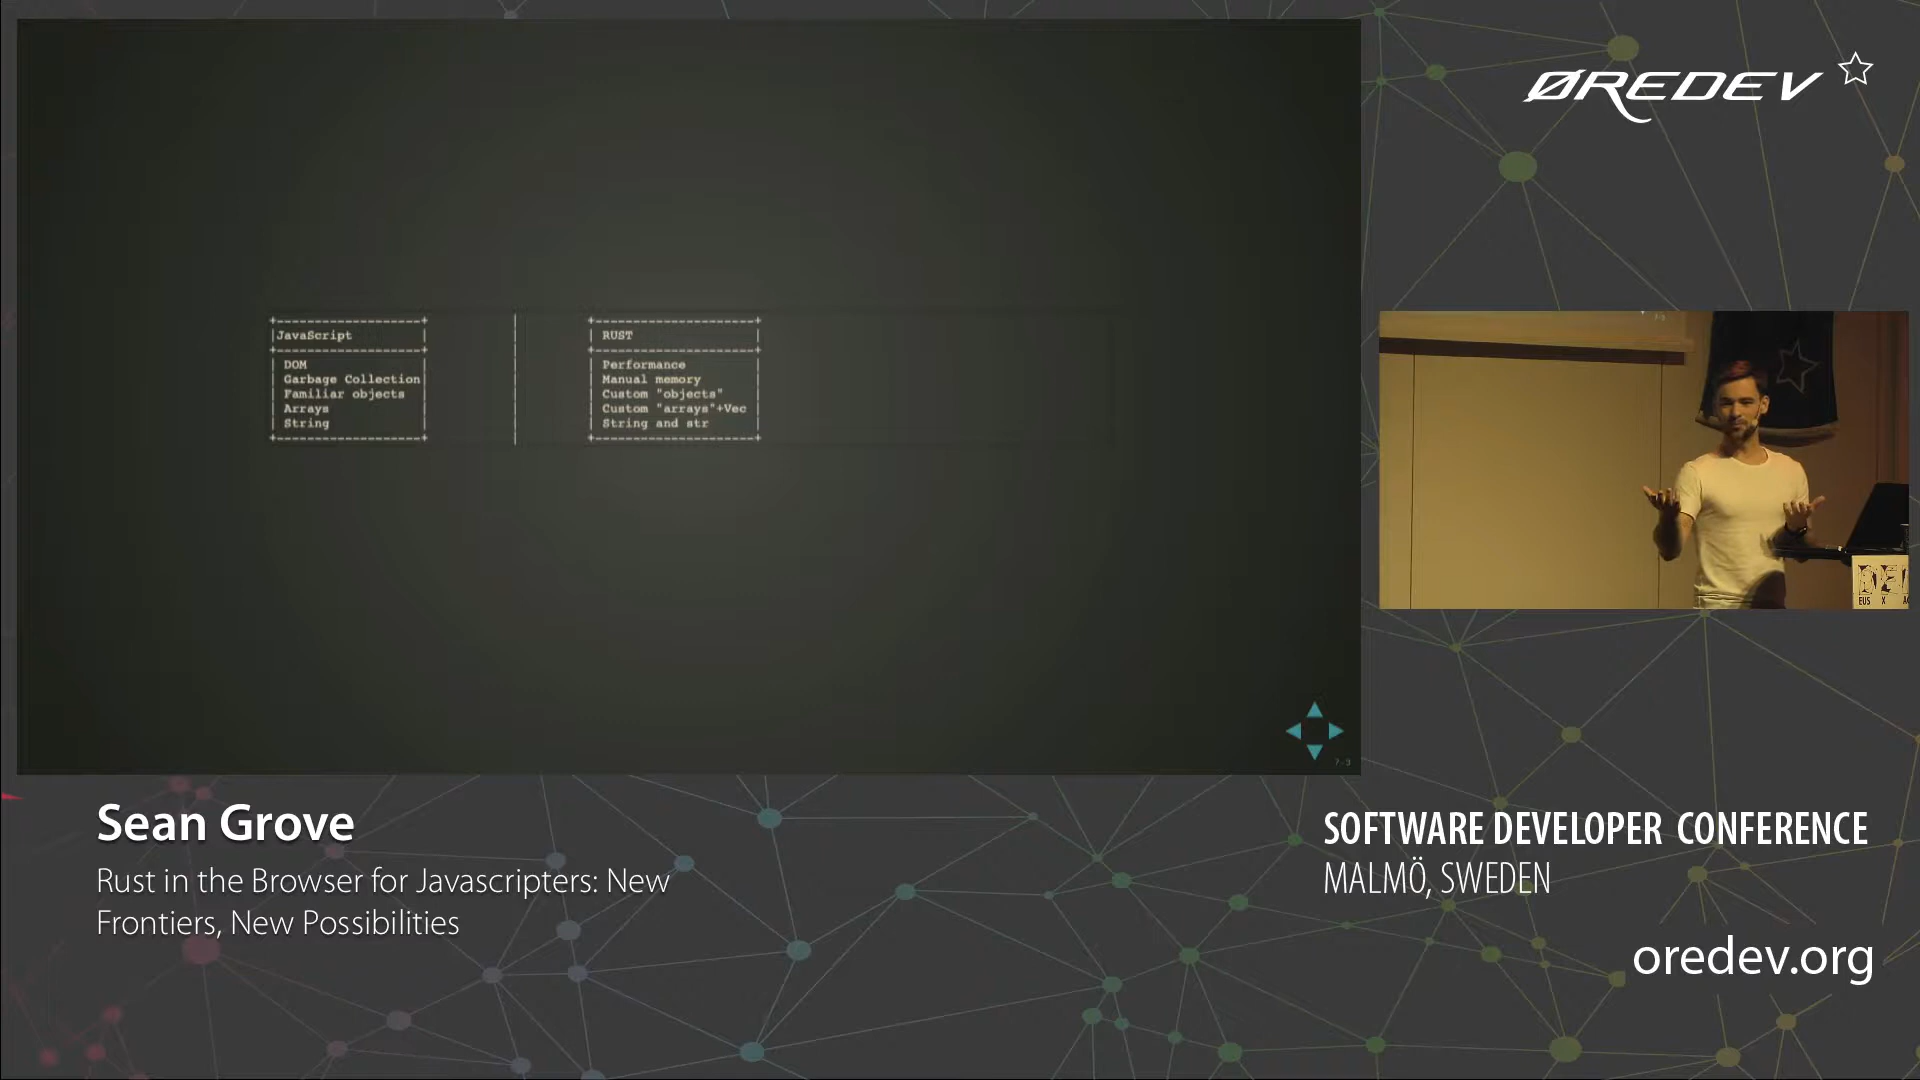 ØREDEV
JavaScript
DOM
Garbage Collection
Familiar objects
Arrays
String
RUST
Performance
Manual memory
Custom "objects"
Custom "arrays"+Vec
String and str
7-9
Sean Grove
Rust in the Browser for Javascripters: New
Frontiers, New Possibilities
SOFTWARE DEVELOPER CONFERENCE
MALMÖ, SWEDEN
oredev.org